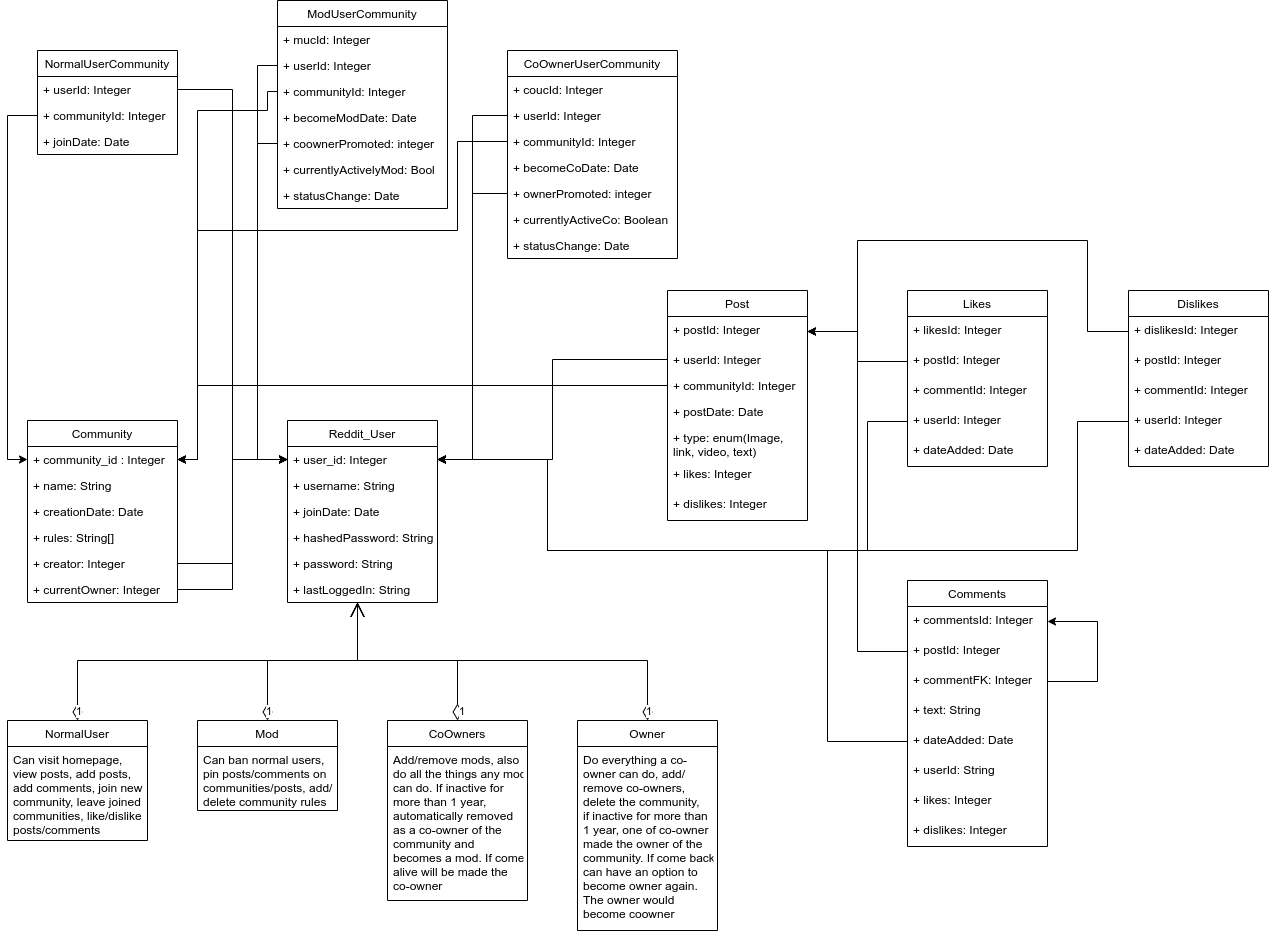 ModUserCommunity
+ mucId: Integer
+ userId: Integer
+ communityId: Integer
+ becomeModDate: Date
+ coownerPromoted: integer
+ currentlyActivelyMod: Bool
+ statusChange: Date
NormalUserCommunity
+ userId: Integer
+ communityId: Integer
+ joinDate: Date
CoOwnerUserCommunity
+ coucId: Integer
+ userId: Integer
+ communityId: Integer
+ becomeCoDate: Date
+ ownerPromoted: integer
+ currentlyActiveCo: Boolean
+ statusChange: Date
Post
+ postId: Integer
+ userId: Integer
+ communityId: Integer
+ postDate: Date
+ type: enum(Image,
link, video, text)
+ likes: Integer
+ dislikes: Integer
Likes
+ likesId: Integer
+ postId: Integer
+ commentId: Integer
+ userId: Integer
+ dateAdded: Date
Dislikes
+ dislikesId: Integer
+ postId: Integer
+ commentId: Integer
+ userId: Integer
+ dateAdded: Date
Community
+ community_id : Integer
+ name: String
+ creationDate: Date
+ rules: String[]
+ creator: Integer
+ currentOwner: Integer
Reddit_User
+ user_id: Integer
+ username: String
+ joinDate: Date
+ hashedPassword: String
+ password: String
+ lastLoggedIn: String
Comments
+ commentsId: Integer
+ postId: Integer
+ commentFK: Integer
+ text: String
+ dateAdded: Date
+ userId: String
+ likes: Integer
+ dislikes: Integer
1
1
1
1
NormalUser
Can visit homepage,
view posts, add posts,
add comments, join new
community, leave joined
communities, like/dislike
posts/comments
Mod
Can ban normal users,
pin posts/comments on
communities/posts, add/
delete community rules
CoOwners
Add/remove mods, also
do all the things any mod
can do. If inactive for
more than 1 year,
automatically removed
as a co-owner of the
community and
becomes a mod. If come
alive will be made the
co-owner
Owner
Do everything a co-
owner can do, add/
remove co-owners,
delete the community,
if inactive for more than
1 year, one of co-owner
made the owner of the
community. If come back
can have an option to
become owner again.
The owner would
become coowner